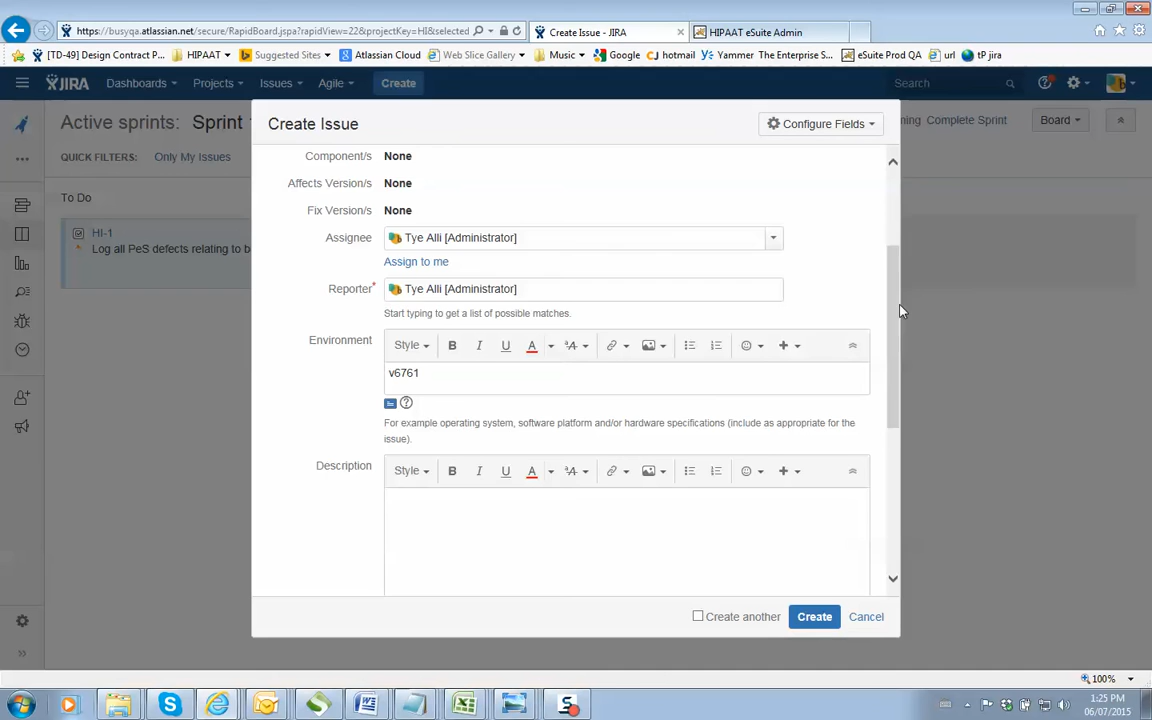 https://busyqa.atlassian.net/secure/RapidBoard.jspa?rapidView=22&projectKey=HI&selected
Create Issue - JIRA
HIPAAT eSuite Admin
[TD-49] Design Contract P...
HIPAAT
Suggested Sites
Atlassian Cloud
Web Slice Gallery
Music
Google
hotmail
Yammer The Enterprise S...
eSuite Prod QA
url
tP jira
JIRA
Dashboards
Projects
Issues
Agile
Create
Search
Active sprints: Sprint
Complete Sprint
Board
QUICK FILTERS:
Only My Issues
To Do
HI-1
Log all PeS defects relating to b
Create Issue
Configure Fields
Component/s
None
Affects Version/s
None
Fix Version/s
None
Assignee
Tye Alli [Administrator]
Assign to me
Reporter*
Tye Alli [Administrator]
Start typing to get a list of possible matches.
Environment
Style B I U A
v6761
For example operating system, software platform and/or hardware specifications (include as appropriate for the
issue).
Description
Style B I U A
Create another
Create
Cancel
100%
1:25 PM
06/07/2015